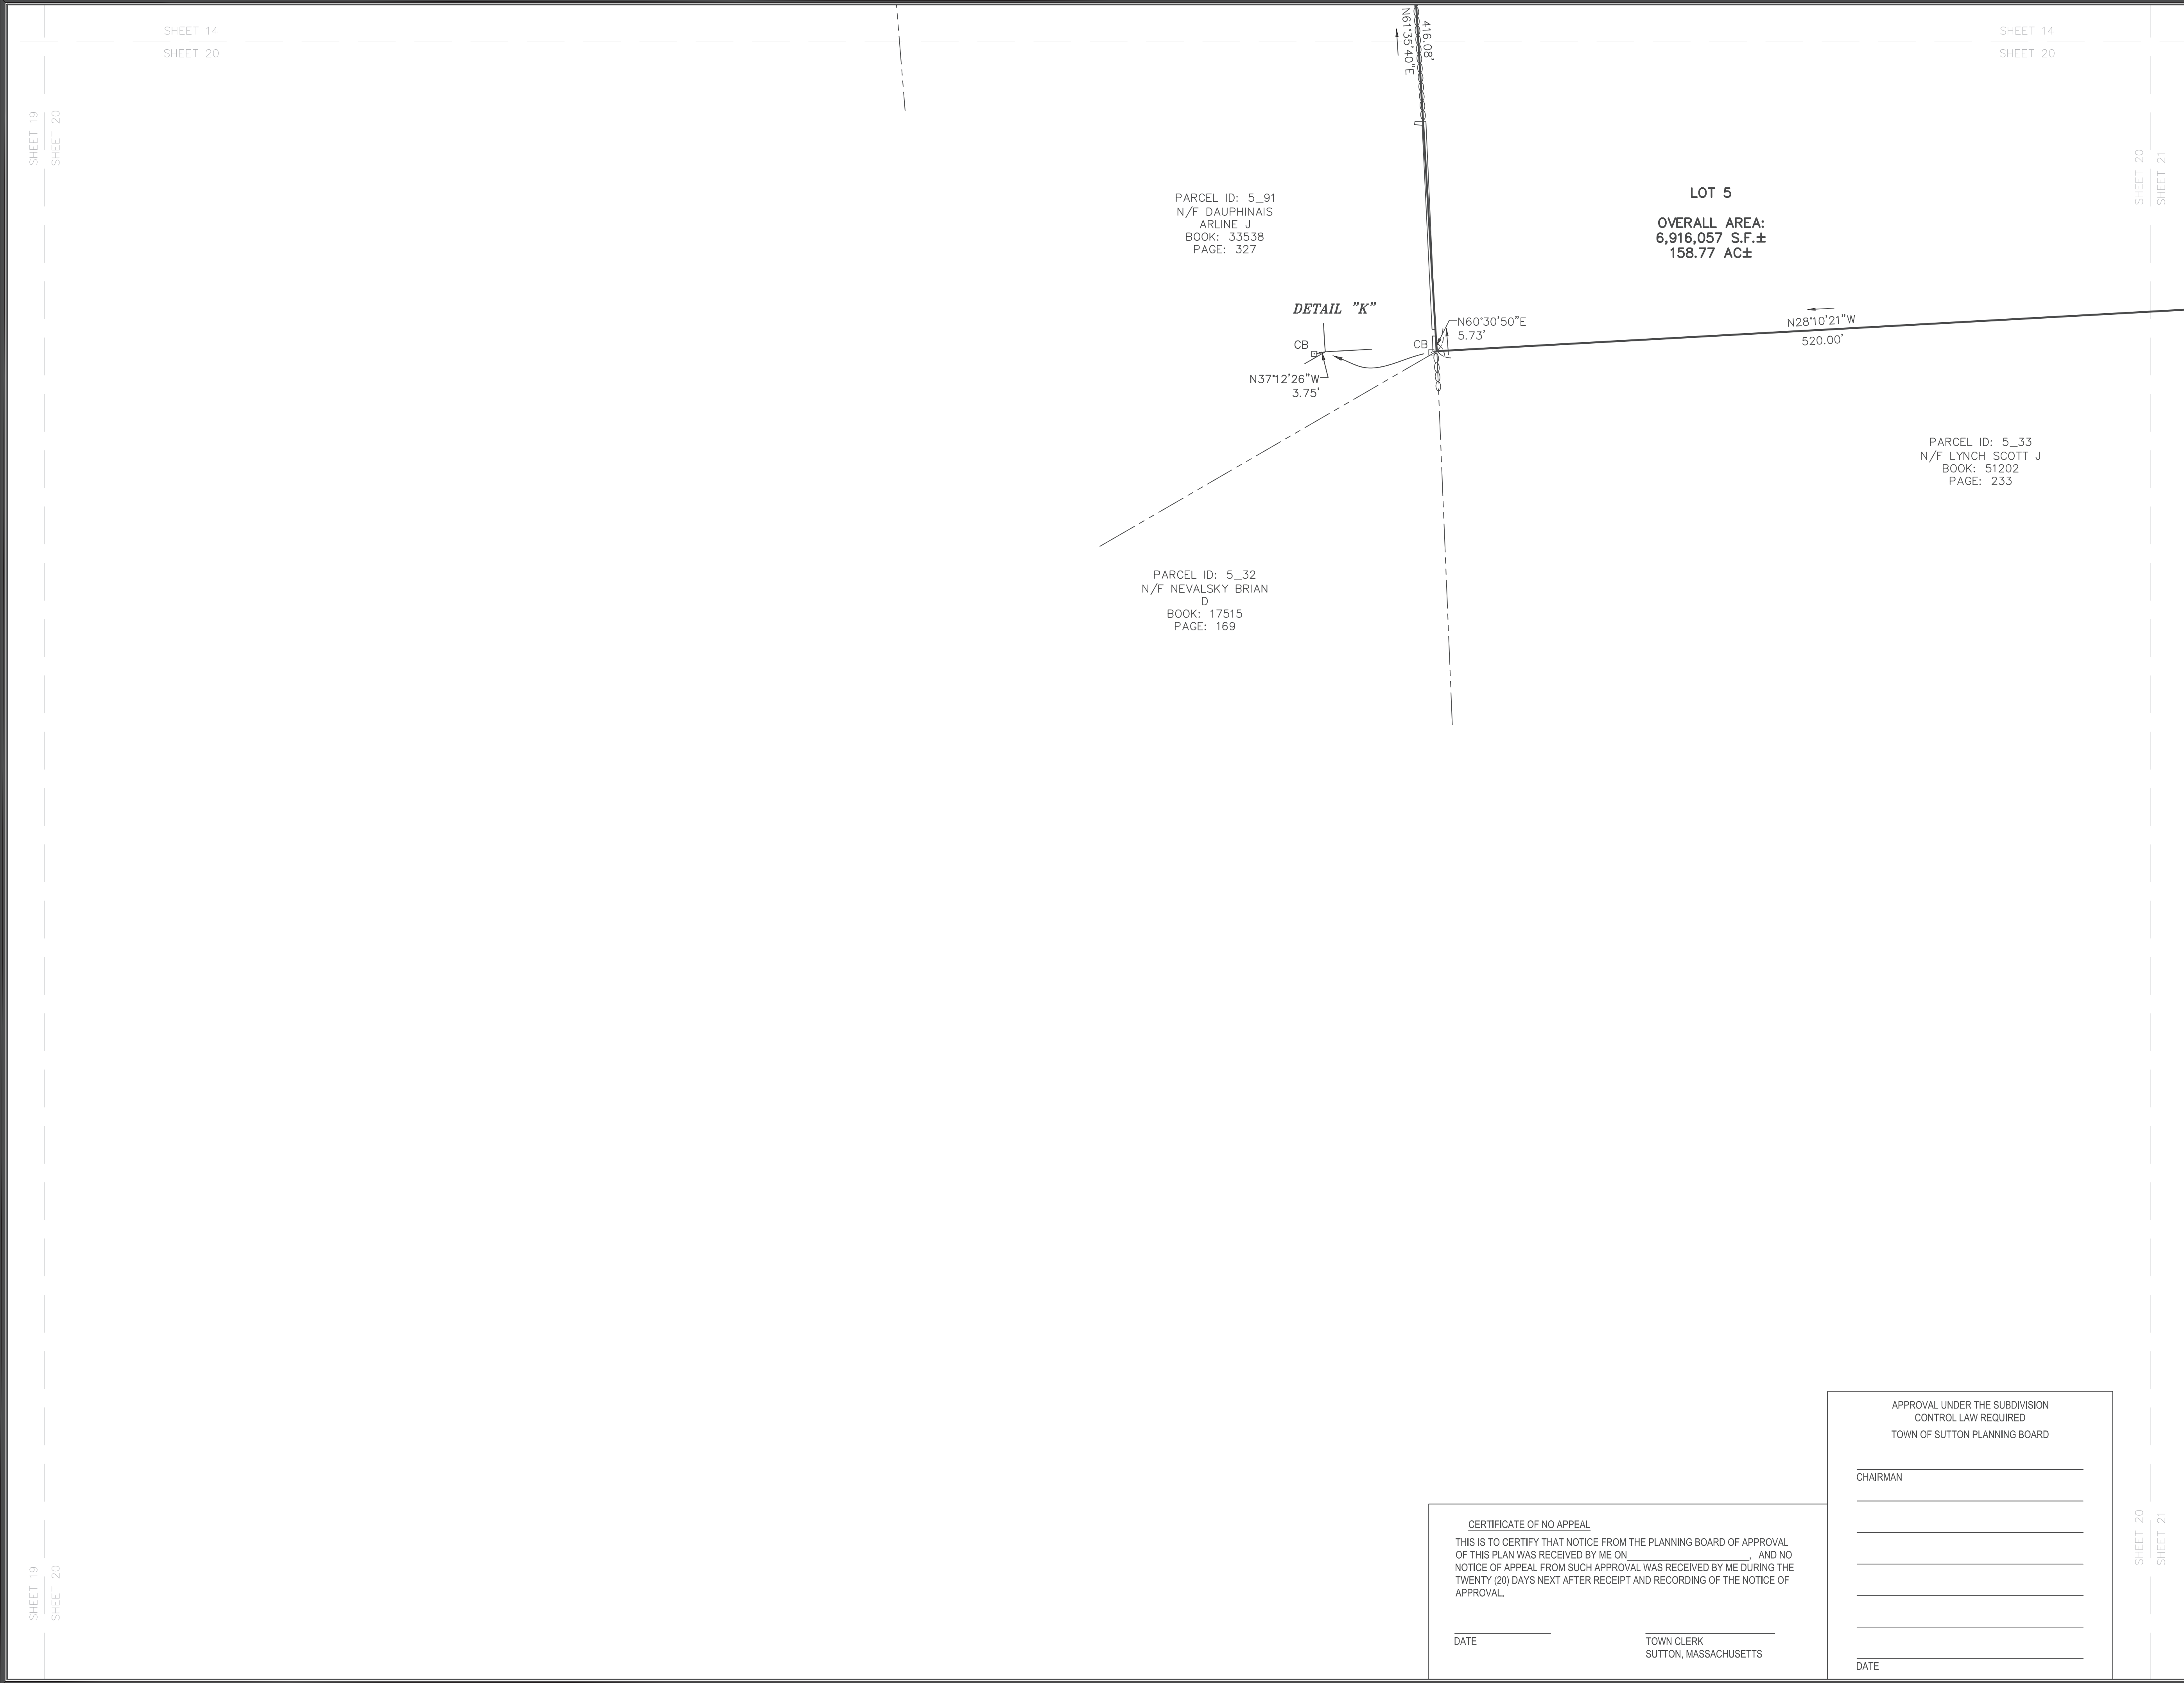 SHEET 14
SHEET 20
SHEET 14
SHEET 20
SHEET 19
SHEET 20
SHEET 20
SHEET 21
416.08'
N61°35'40"E
PARCEL ID: 5_91
N/F DAUPHINAIS
ARLINE J
BOOK: 33538
PAGE: 327
LOT 5
OVERALL AREA:
6,916,057 S.F.±
158.77 AC±
DETAIL "K"
CB
N37°12'26"W
3.75'
CB
N60°30'50"E
5.73'
N28°10'21"W
520.00'
PARCEL ID: 5_33
N/F LYNCH SCOTT J
BOOK: 51202
PAGE: 233
PARCEL ID: 5_32
N/F NEVALSKY BRIAN
D
BOOK: 17515
PAGE: 169
APPROVAL UNDER THE SUBDIVISION
CONTROL LAW REQUIRED
TOWN OF SUTTON PLANNING BOARD
CHAIRMAN
DATE
CERTIFICATE OF NO APPEAL
THIS IS TO CERTIFY THAT NOTICE FROM THE PLANNING BOARD OF APPROVAL
OF THIS PLAN WAS RECEIVED BY ME ON______________________, AND NO
NOTICE OF APPEAL FROM SUCH APPROVAL WAS RECEIVED BY ME DURING THE
TWENTY (20) DAYS NEXT AFTER RECEIPT AND RECORDING OF THE NOTICE OF
APPROVAL.
DATE
TOWN CLERK
SUTTON, MASSACHUSETTS
SHEET 19
SHEET 20
SHEET 20
SHEET 21